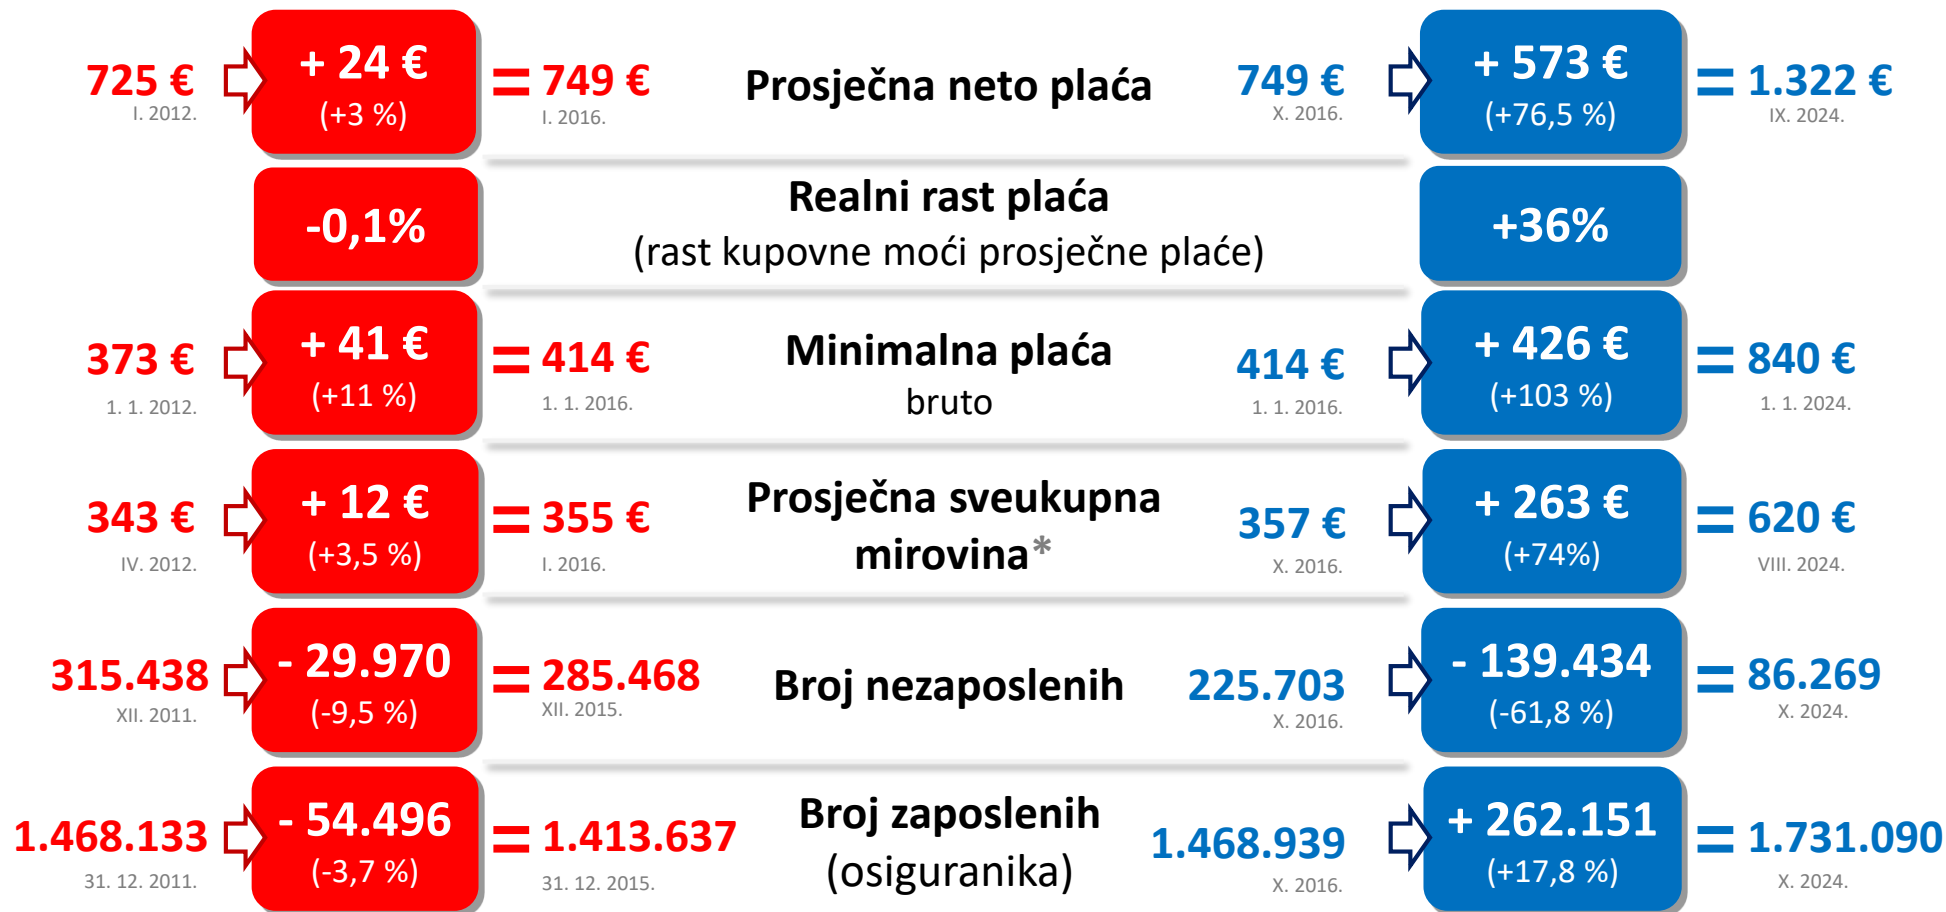 725 €
I. 2012.
+ 24 €
(+3 %)
=
749 €
I. 2016.
Prosječna neto plaća
749 €
X. 2016.
+ 573 €
(+76,5 %)
=
1.322 €
IX. 2024.
-0,1%
Realni rast plaća
(rast kupovne moći prosječne plaće)
+36%
373 €
1. 1. 2012.
+ 41 €
(+11 %)
=
414 €
1. 1. 2016.
Minimalna plaća
bruto
414 €
1. 1. 2016.
+ 426 €
(+103 %)
=
840 €
1. 1. 2024.
343 €
IV. 2012.
+ 12 €
(+3,5 %)
=
355 €
I. 2016.
Prosječna sveukupna
mirovina*
357 €
X. 2016.
+ 263 €
(+74%)
=
620 €
VIII. 2024.
315.438
XII. 2011.
- 29.970
(-9,5 %)
=
285.468
XII. 2015.
Broj nezaposlenih
225.703
X. 2016.
- 139.434
(-61,8 %)
=
86.269
X. 2024.
1.468.133
31. 12. 2011.
- 54.496
(-3,7 %)
=
1.413.637
31. 12. 2015.
Broj zaposlenih
(osiguranika)
1.468.939
X. 2016.
+ 262.151
(+17,8 %)
=
1.731.090
X. 2024.